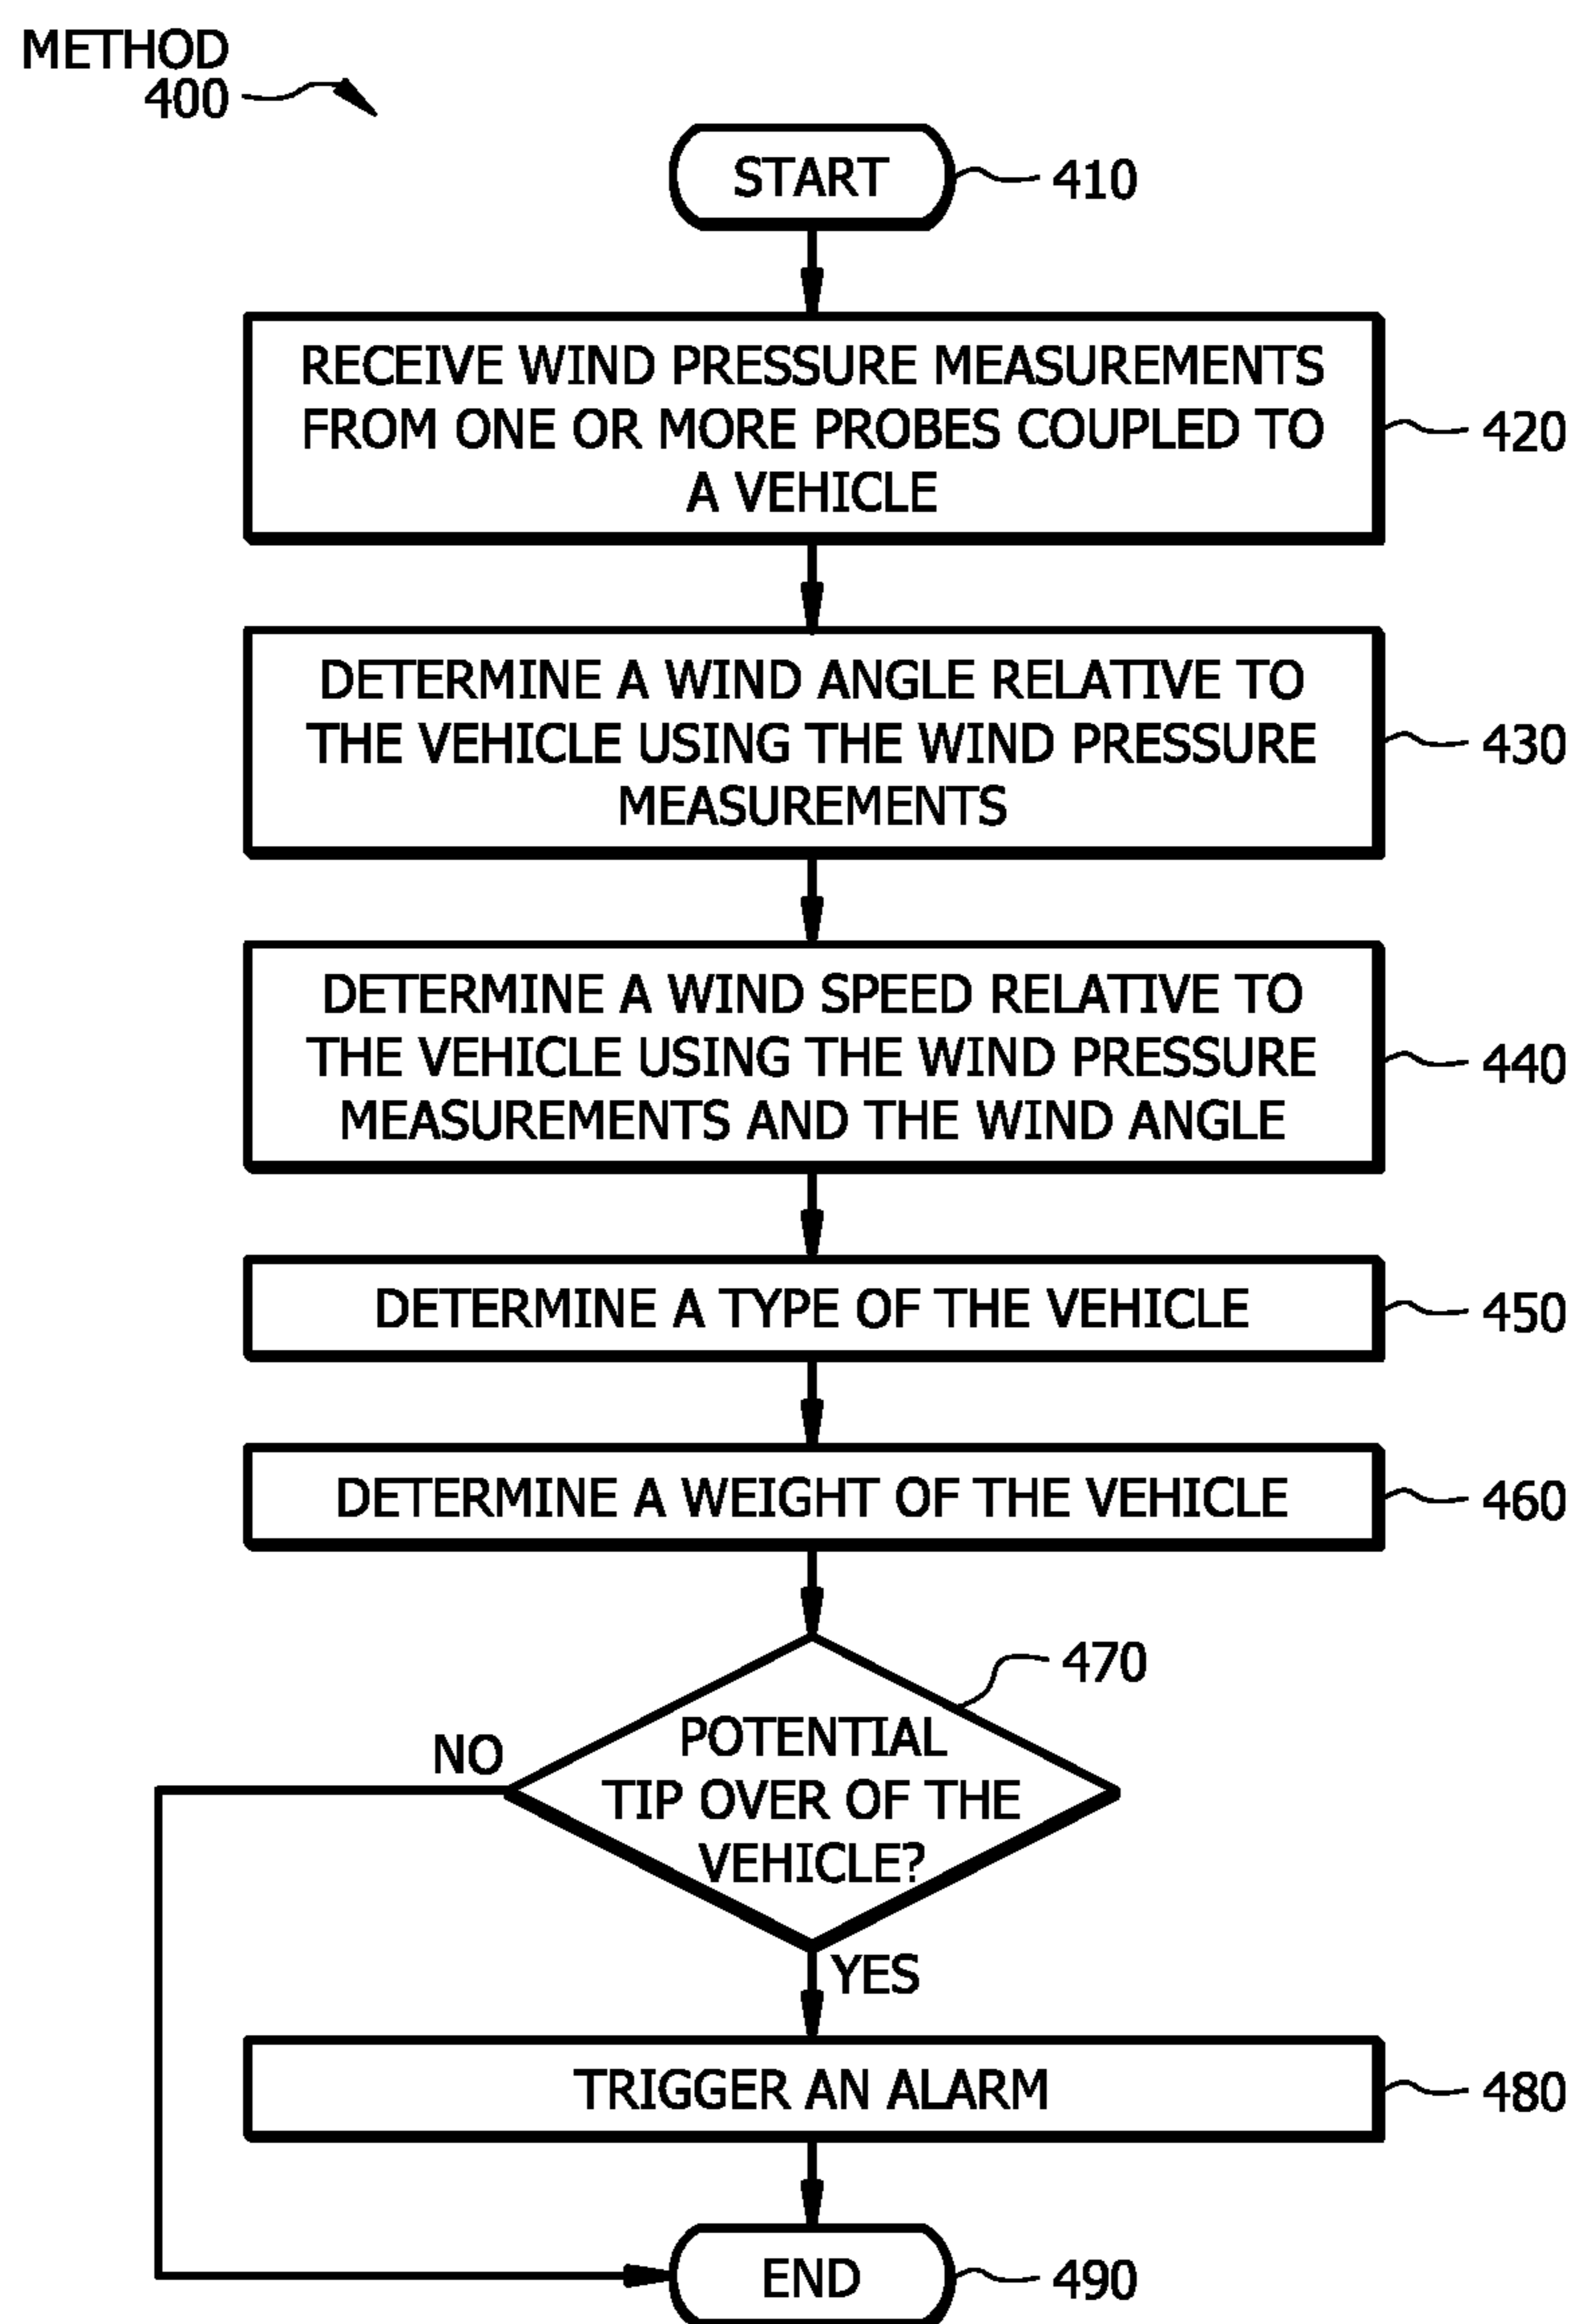 METHOD
400
START
410
RECEIVE WIND PRESSURE MEASUREMENTS
FROM ONE OR MORE PROBES COUPLED TO
A VEHICLE
420
DETERMINE A WIND ANGLE RELATIVE TO
THE VEHICLE USING THE WIND PRESSURE
MEASUREMENTS
430
DETERMINE A WIND SPEED RELATIVE TO
THE VEHICLE USING THE WIND PRESSURE
MEASUREMENTS AND THE WIND ANGLE
440
DETERMINE A TYPE OF THE VEHICLE
450
DETERMINE A WEIGHT OF THE VEHICLE
460
470
POTENTIAL
TIP OVER OF THE
VEHICLE?
NO
YES
TRIGGER AN ALARM
480
END
490